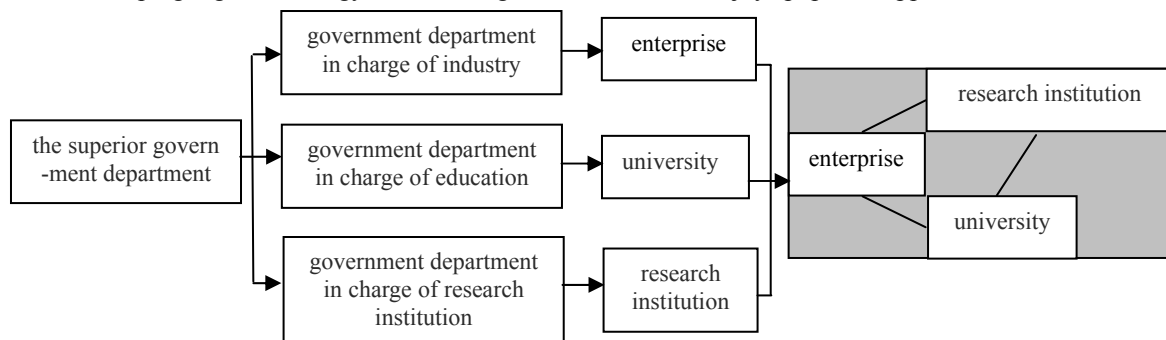 government department
in charge of industry
enterprise
research institution
the superior govern
-ment department
government department
in charge of education
university
enterprise
university
government department
in charge of research
institution
research
institution